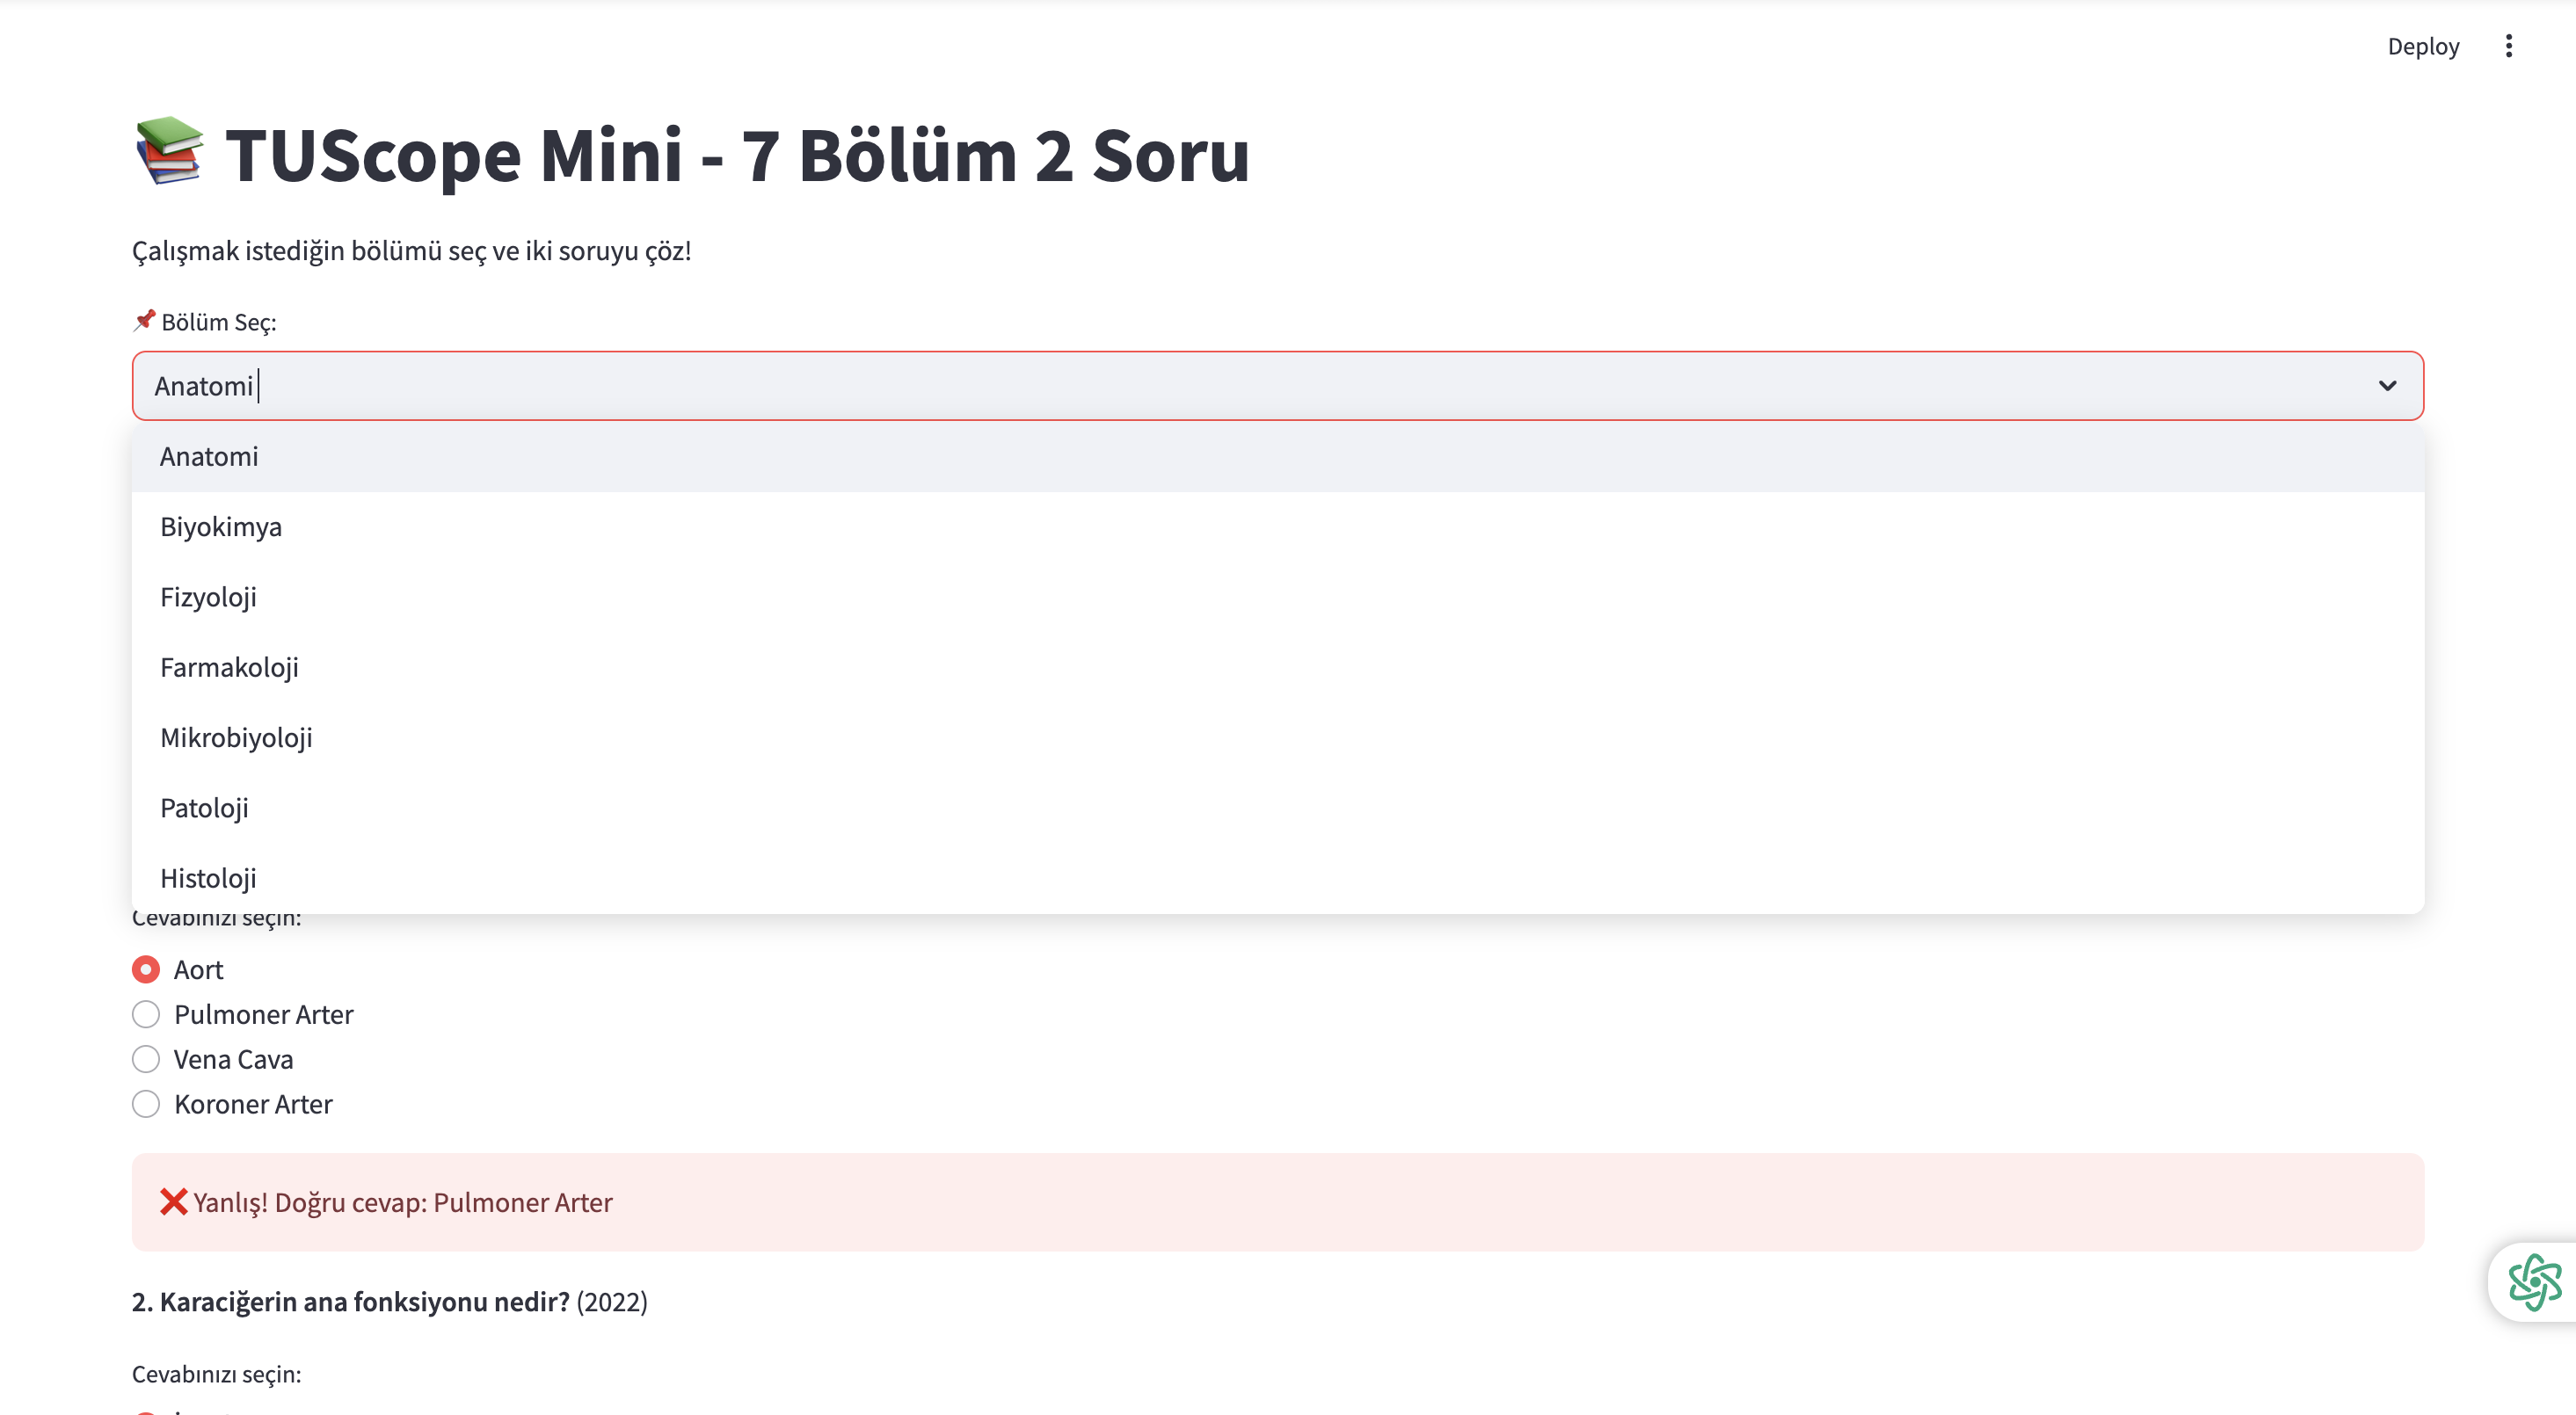 Deploy
📚 TUScope Mini - 7 Bölüm 2 Soru
Çalışmak istediğin bölümü seç ve iki soruyu çöz!
📌 Bölüm Seç:
Anatomi
Anatomi
Biyokimya
Fizyoloji
Farmakoloji
Mikrobiyoloji
Patoloji
Histoloji
Cevabınızı seçin:
Aort
Pulmoner Arter
Vena Cava
Koroner Arter
❌ Yanlış! Doğru cevap: Pulmoner Arter
2. Karaciğerin ana fonksiyonu nedir? (2022)
Cevabınızı seçin: